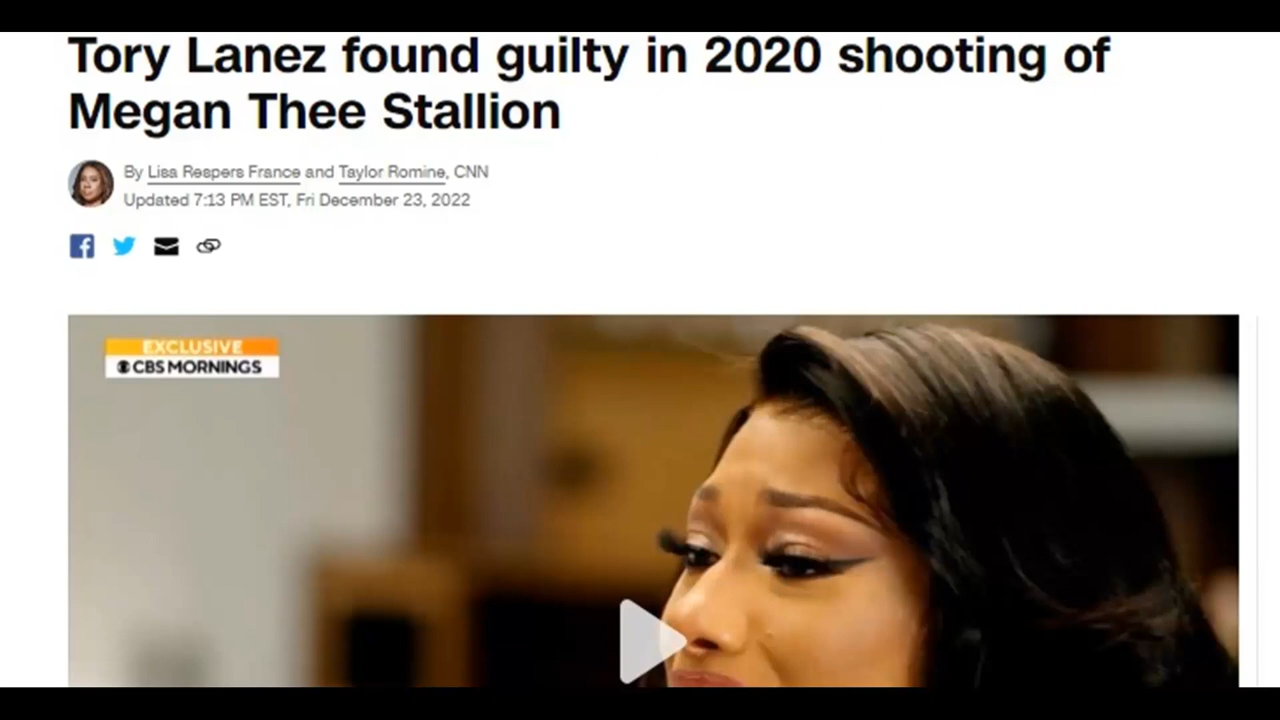 Tory Lanez found guilty in 2020 shooting of
Megan Thee Stallion
By Lisa Respers France and Taylor Romine, CNN
Updated 7:13 PM EST, Fri December 23, 2022
EXCLUSIVE
CBS MORNINGS